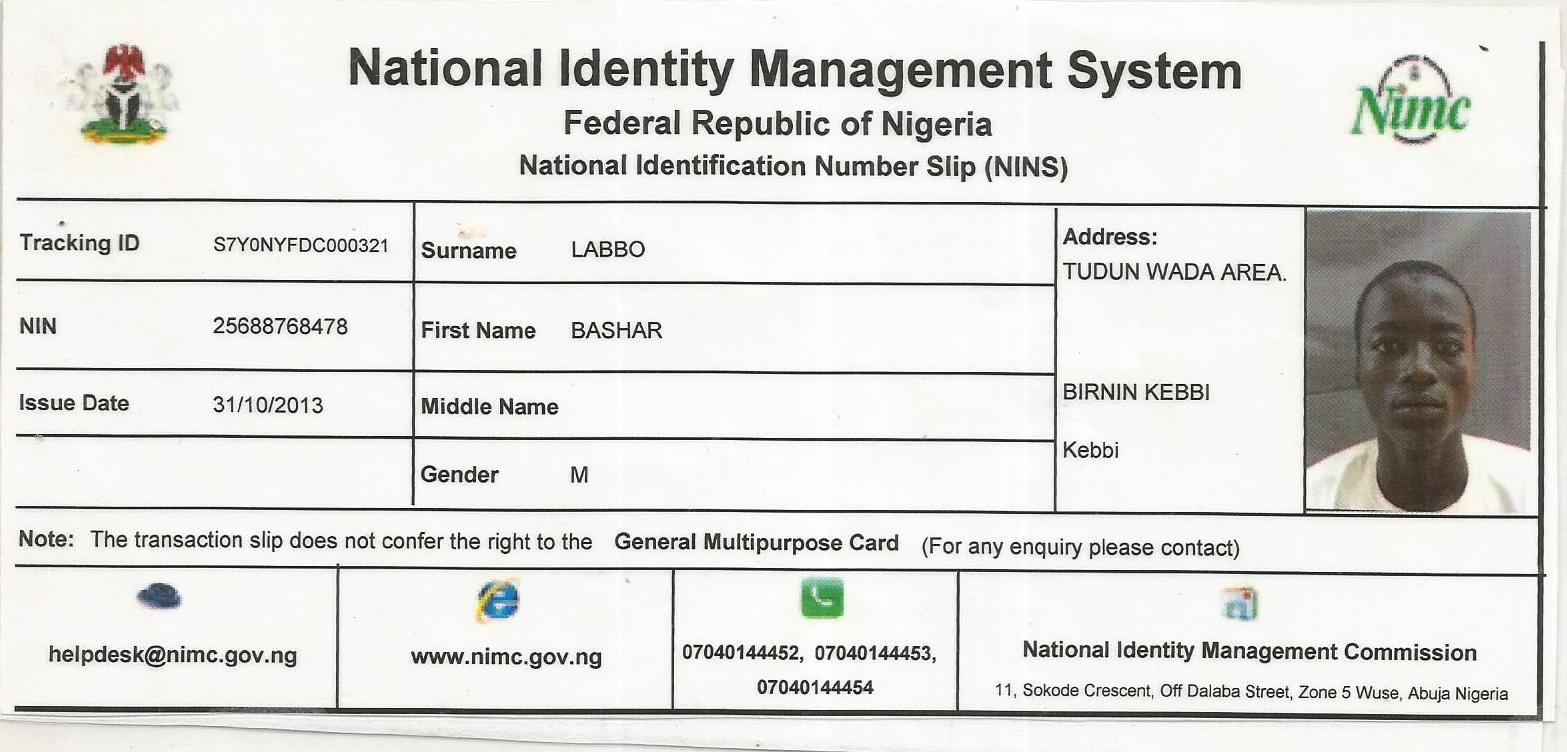 National Identity Management System
Federal Republic of Nigeria
National Identification Number Slip (NINS)
Nimc
Tracking ID S7Y0NYFDC000321
Surname LABBO
Address:
TUDUN WADA AREA.
NIN 25688768478
First Name BASHAR
Issue Date 31/10/2013
Middle Name
BIRNIN KEBBI
Kebbi
Gender M
Note: The transaction slip does not confer the right to the General Multipurpose Card (For any enquiry please contact)
helpdesk@nimc.gov.ng
www.nimc.gov.ng
07040144452, 07040144453,
07040144454
National Identity Management Commission
11, Sokode Crescent, Off Dalaba Street, Zone 5 Wuse, Abuja Nigeria